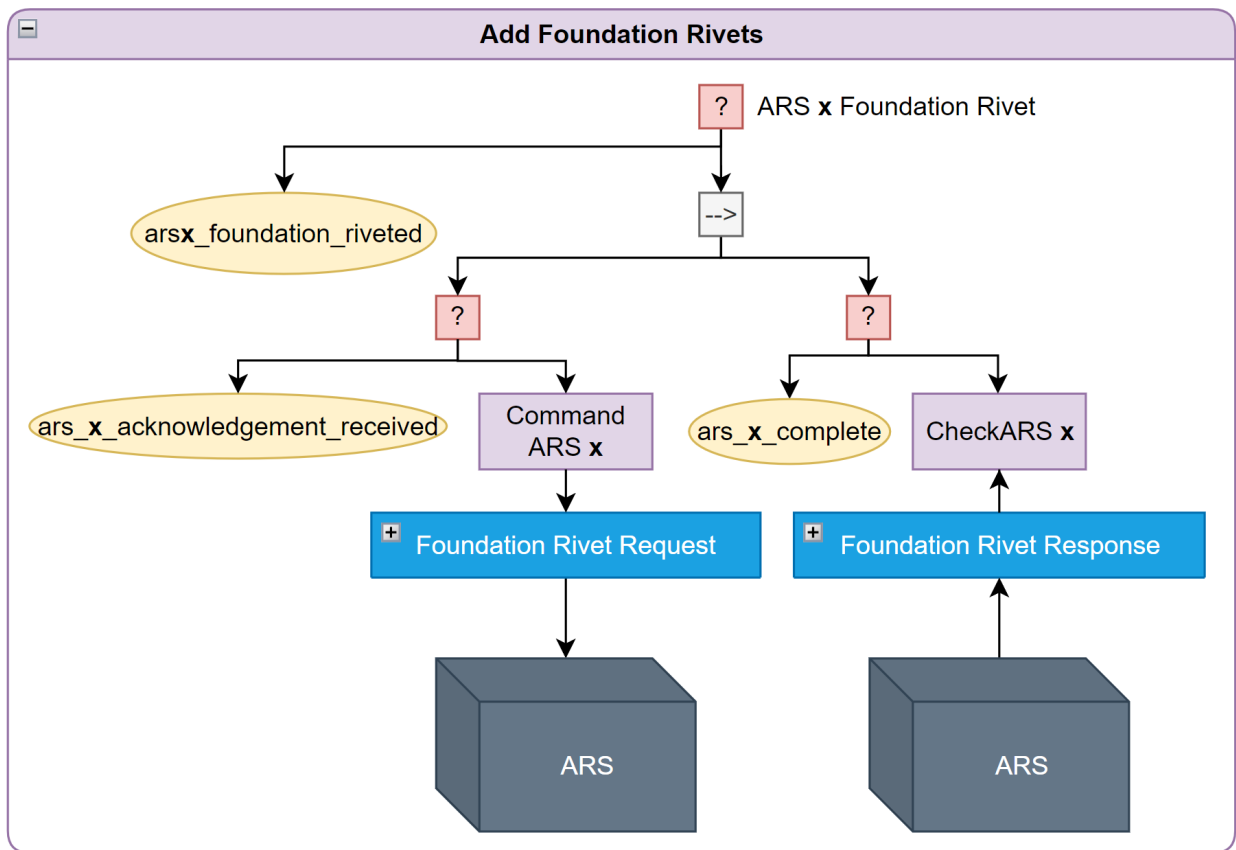 Add Foundation Rivets
?
ARS x Foundation Rivet
arsx_foundation_riveted
-->
?
?
ars_x_acknowledgement_received
Command
ARS x
ars_x_complete
CheckARS x
Foundation Rivet Request
Foundation Rivet Response
ARS
ARS